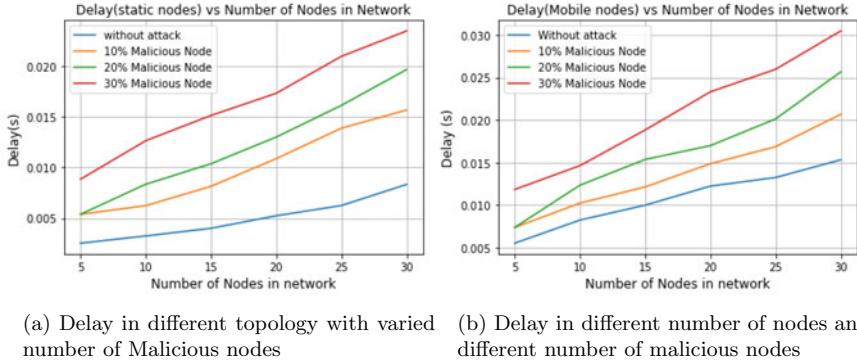 Delay(static nodes) vs Number of Nodes in Network
without attack
10% Malicious Node
20% Malicious Node
30% Malicious Node
0.020
0.015
0.010
0.005
Delay(s)
5 10 15 20 25 30
Number of Nodes in network
Delay(Mobile nodes) vs Number of Nodes in Network
Without attack
10% Malicious Node
20% Malicious Node
30% Malicious Node
0.030
0.025
0.020
0.015
0.010
0.005
Delay (s)
5 10 15 20 25 30
Number of Nodes in network
(a) Delay in different topology with varied
number of Malicious nodes
(b) Delay in different number of nodes an
different number of malicious nodes